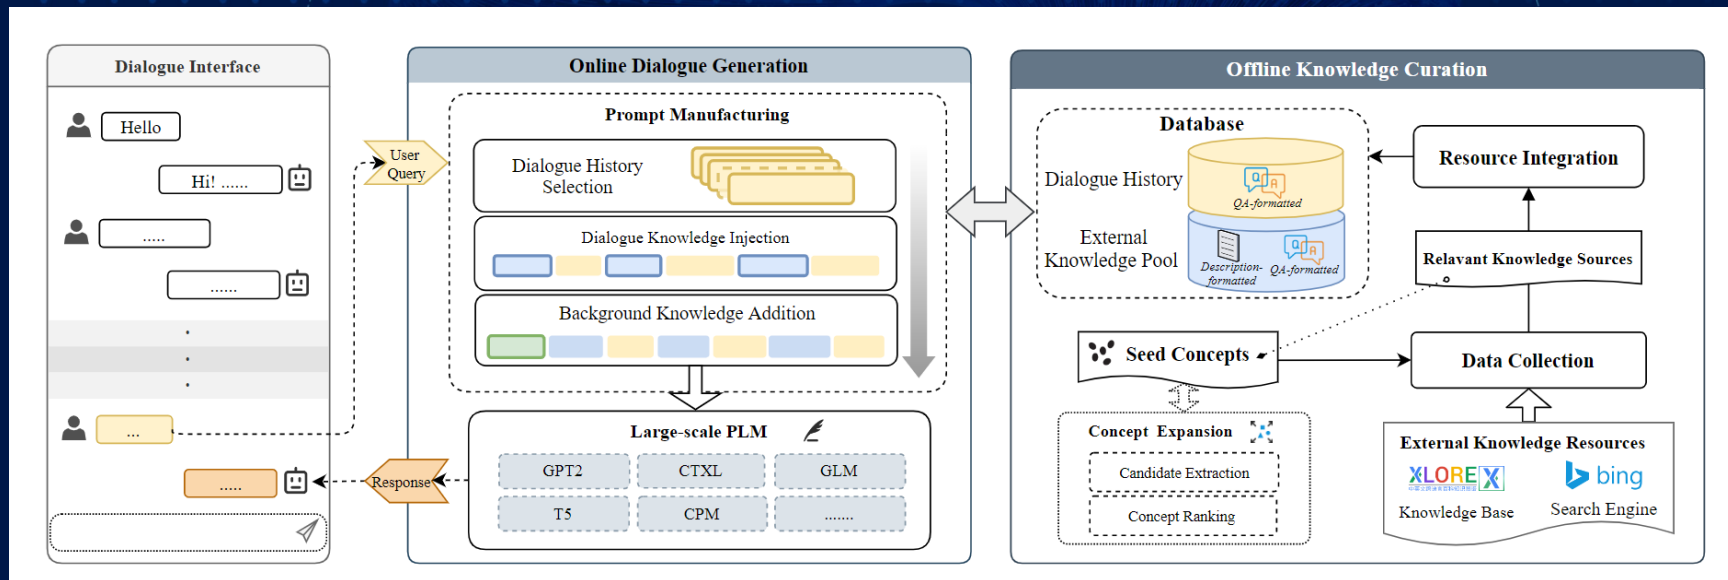 Dialogue Interface
Hello
Hi! ......
.....
......
...
.....
Online Dialogue Generation
Prompt Manufacturing
User
Query
Dialogue History
Selection
Dialogue Knowledge Injection
Background Knowledge Addition
Large-scale PLM
GPT2
CTXL
GLM
T5
CPM
.......
Response
Offline Knowledge Curation
Database
Dialogue History
Q
A
QA-formatted
External
Knowledge Pool
Q
A
Description-
formatted
QA-formatted
Resource Integration
Relavant Knowledge Sources
Seed Concepts
Data Collection
Concept Expansion
Candidate Extraction
Concept Ranking
External Knowledge Resources
XLORE X
bing
Knowledge Base
Search Engine